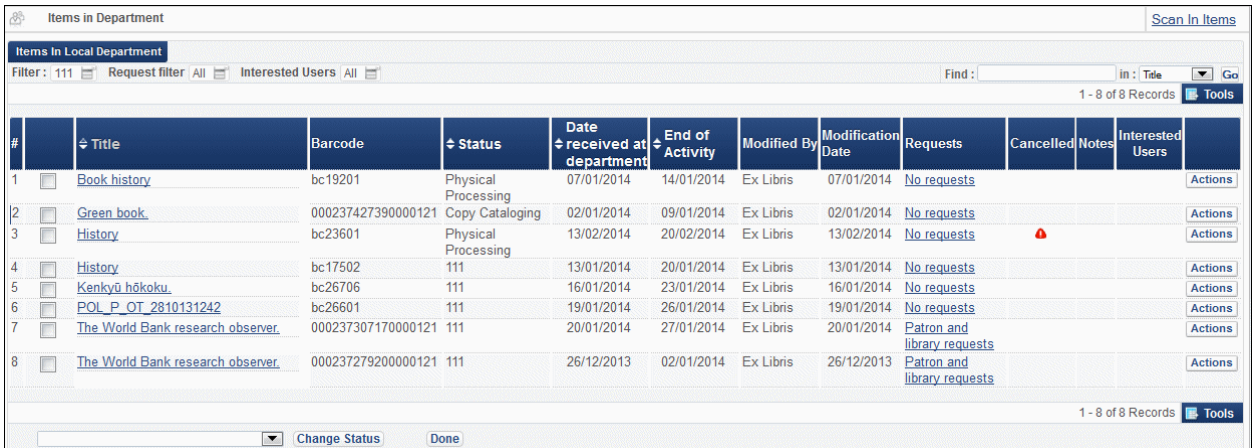 Items in Department
Scan In Items
Items In Local Department
Filter : 111 Request filter All Interested Users All Find : in : Title Go
1 - 8 of 8 Records Tools
# Title Barcode Status Date received at department End of Activity Modified By Modification Date Requests Cancelled Notes Interested Users
1 Book history bc19201 Physical Processing 07/01/2014 14/01/2014 Ex Libris 07/01/2014 No requests Actions
2 Green book. 000237427390000121 Copy Cataloging 02/01/2014 09/01/2014 Ex Libris 02/01/2014 No requests Actions
3 History bc23601 Physical Processing 13/02/2014 20/02/2014 Ex Libris 13/02/2014 No requests Actions
4 History bc17502 111 13/01/2014 20/01/2014 Ex Libris 13/01/2014 No requests Actions
5 Kenkyū hōkoku. bc26706 111 16/01/2014 23/01/2014 Ex Libris 16/01/2014 No requests Actions
6 POL_P_OT_2810131242 bc26601 111 19/01/2014 26/01/2014 Ex Libris 19/01/2014 No requests Actions
7 The World Bank research observer. 000237307170000121 111 20/01/2014 27/01/2014 Ex Libris 20/01/2014 Patron and library requests Actions
8 The World Bank research observer. 000237279200000121 111 26/12/2013 02/01/2014 Ex Libris 26/12/2013 Patron and library requests Actions
1 - 8 of 8 Records Tools
Change Status Done